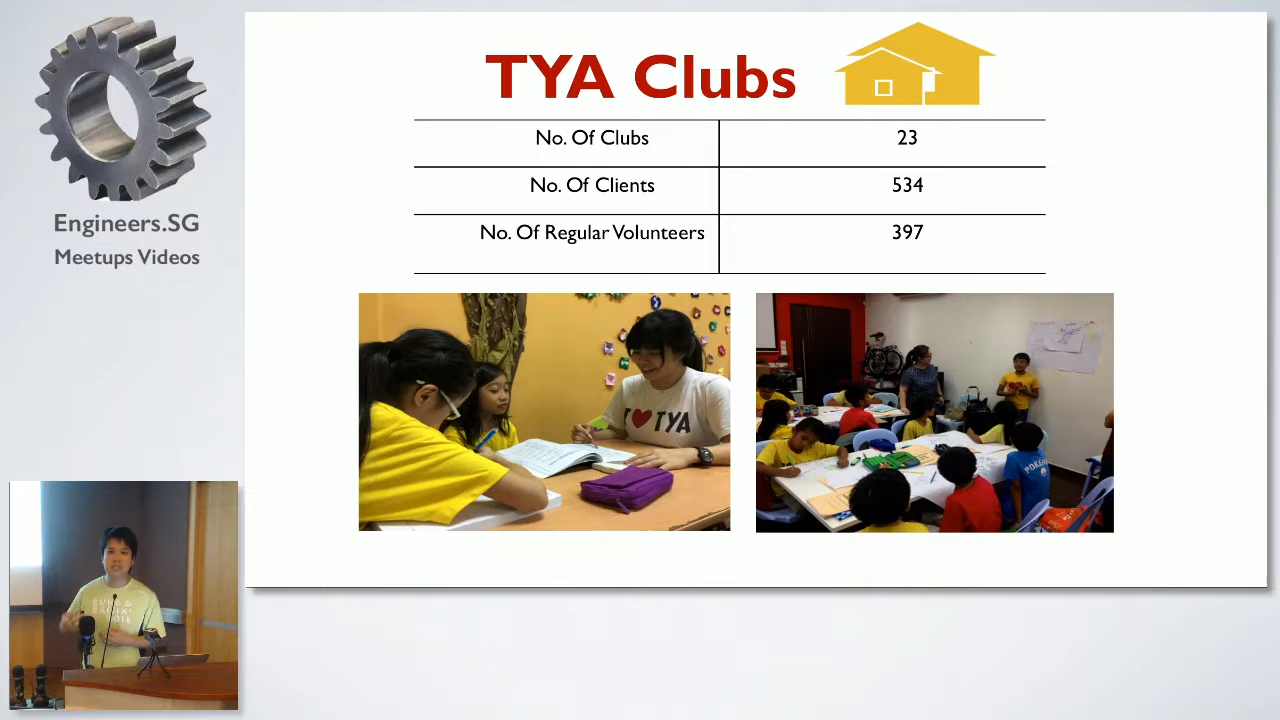 TYA Clubs
No. Of Clubs 23
No. Of Clients 534
No. Of Regular Volunteers 397
Engineers.SG
Meetups Videos
I ♥ TYA